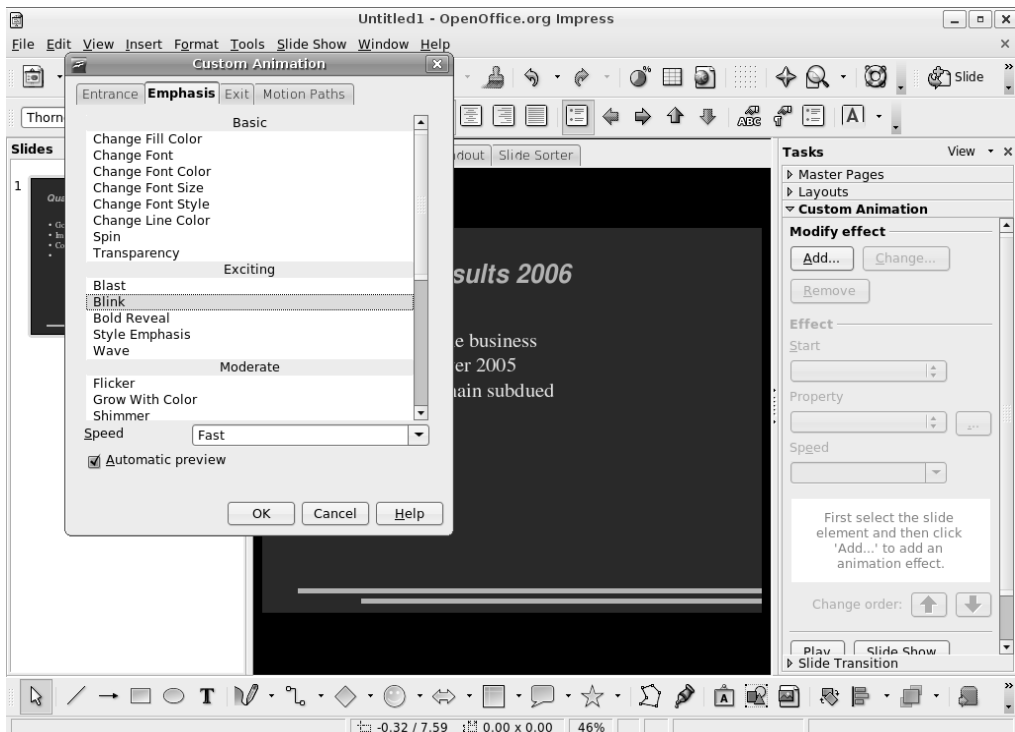 Untitled1 - OpenOffice.org Impress
File Edit View Insert Format Tools Slide Show Window Help
Custom Animation
Entrance Emphasis Exit Motion Paths
Basic
Change Fill Color
Change Font
Change Font Color
Change Font Size
Change Font Style
Change Line Color
Spin
Transparency
Exciting
Blast
Blink
Bold Reveal
Style Emphasis
Wave
Moderate
Flicker
Grow With Color
Shimmer
Speed Fast
Automatic preview
OK Cancel Help
Slide
Thorn
ABC
Slides
1
Slide Sorter
sults 2006
e business
er 2005
ain subdued
Tasks View
Master Pages
Layouts
Custom Animation
Modify effect
Add... Change...
Remove
Effect
Start
Property
Speed
First select the slide
element and then click
'Add...' to add an
animation effect.
Change order:
Play Slide Show
Slide Transition
-0.32 / 7.59 0.00 x 0.00 46%